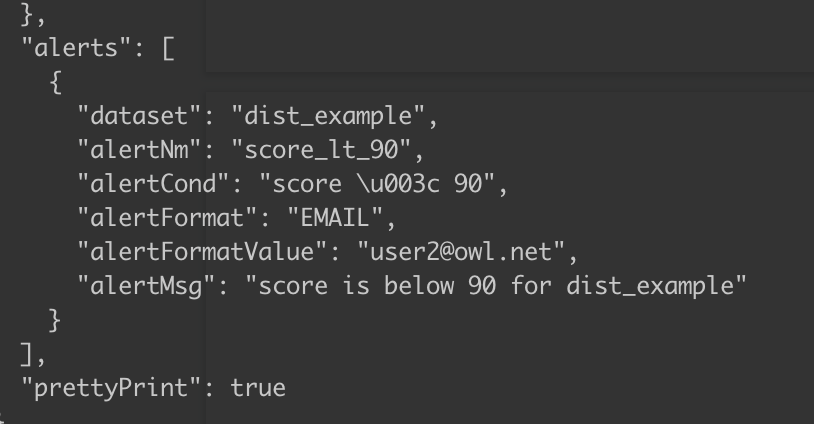 },
"alerts": [
{
"dataset": "dist_example",
"alertNm": "score_lt_90",
"alertCond": "score \u003c 90",
"alertFormat": "EMAIL",
"alertFormatValue": "user2@owl.net",
"alertMsg": "score is below 90 for dist_example"
}
],
"prettyPrint": true